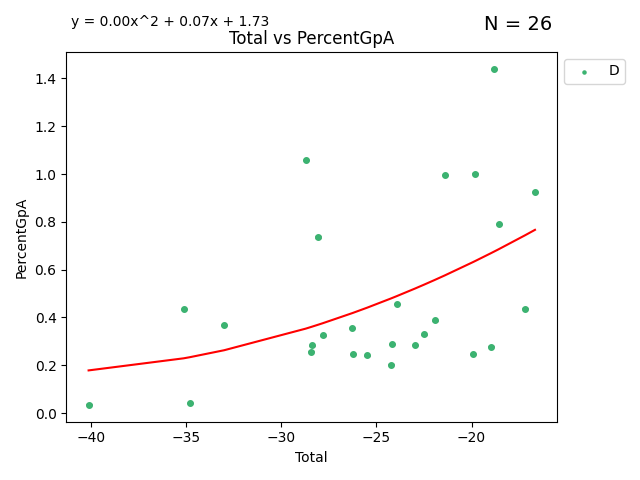 y = 0.00x^2 + 0.07x + 1.73
N = 26
Total vs PercentGpA
D
1.4
1.2
1.0
0.8
0.6
0.4
0.2
0.0
PercentGpA
−40
−35
−30
−25
−20
Total